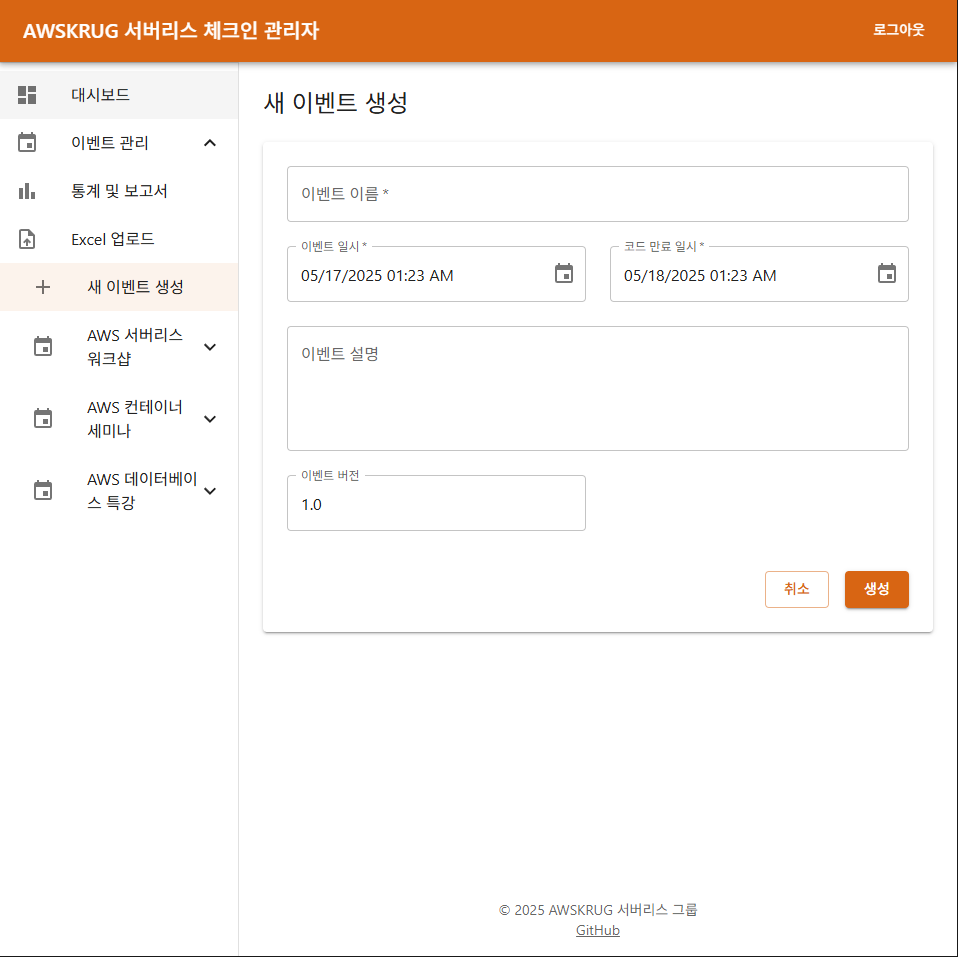 AWSKRUG 서버리스 체크인 관리자
로그아웃
대시보드
이벤트 관리
통계 및 보고서
Excel 업로드
새 이벤트 생성
AWS 서버리스
워크샵
AWS 컨테이너
세미나
AWS 데이터베이
스 특강
새 이벤트 생성
이벤트 이름 *
이벤트 일시 *
05/17/2025 01:23 AM
코드 만료 일시 *
05/18/2025 01:23 AM
이벤트 설명
이벤트 버전
1.0
취소
생성
© 2025 AWSKRUG 서버리스 그룹
GitHub